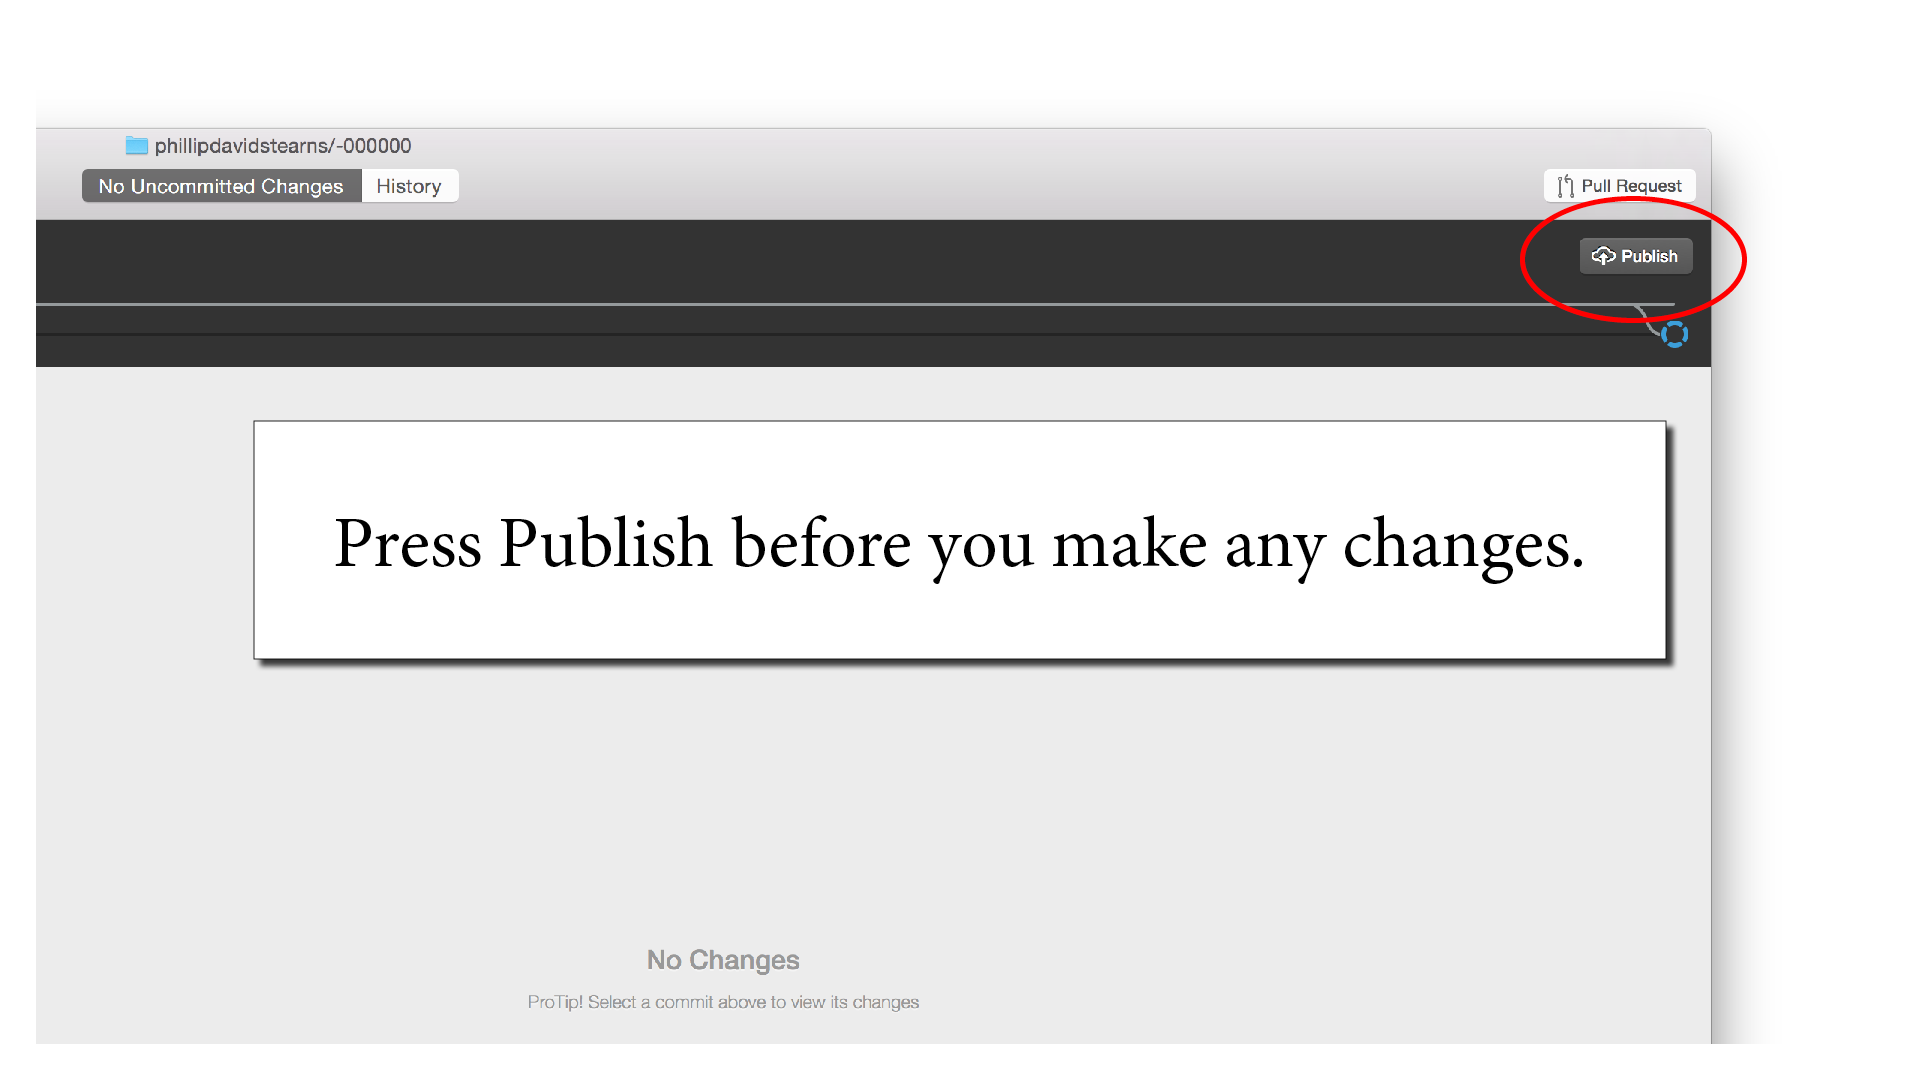 phillipdavidstearns/-000000
No Uncommitted Changes History
Pull Request
Publish
Press Publish before you make any changes.
No Changes
ProTip! Select a commit above to view its changes